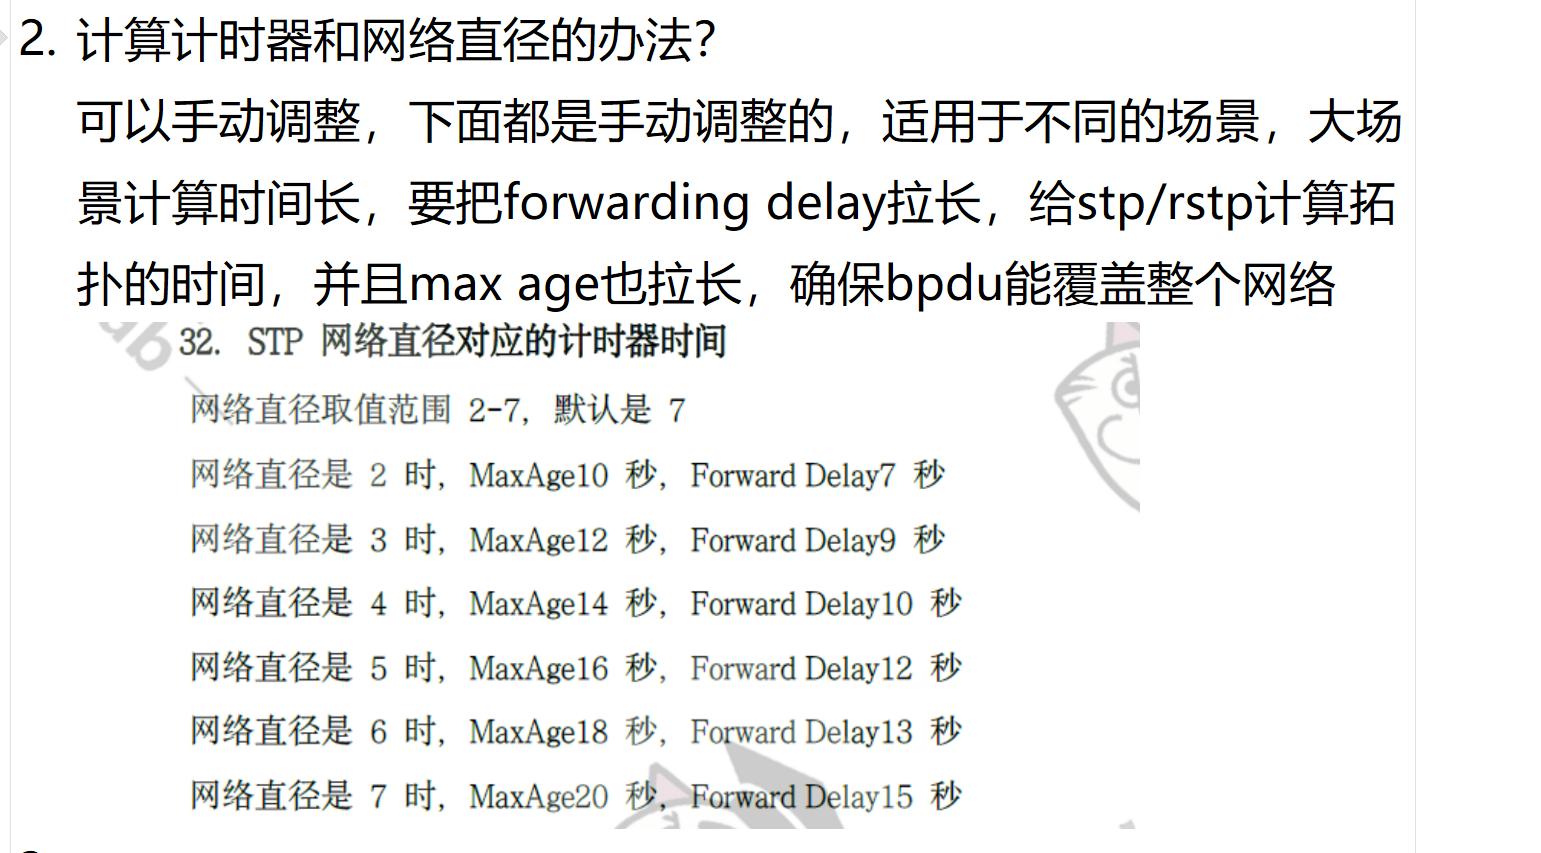 2. 计算计时器和网络直径的办法？
可以手动调整，下面都是手动调整的，适用于不同的场景，大场
景计算时间长，要把forwarding delay拉长，给stp/rstp计算拓
扑的时间，并且max age也拉长，确保bpdu能覆盖整个网络
ab
32. STP 网络直径对应的计时器时间
网络直径取值范围 2-7，默认是 7
网络直径是 2 时，MaxAge10 秒，Forward Delay7 秒
网络直径是 3 时，MaxAge12 秒，Forward Delay9 秒
网络直径是 4 时，MaxAge14 秒，Forward Delay10 秒
网络直径是 5 时，MaxAge16 秒，Forward Delay12 秒
网络直径是 6 时，MaxAge18 秒，Forward Delay13 秒
网络直径是 7 时，MaxAge20 秒，Forward Delay15 秒